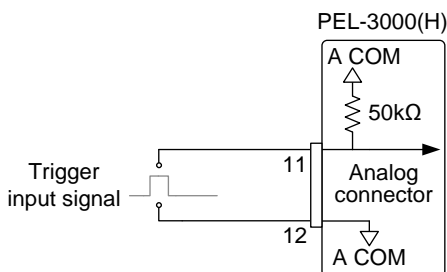 PEL-3000(H)
A COM
50kΩ
11
Trigger
input signal
Analog
connector
12
A COM